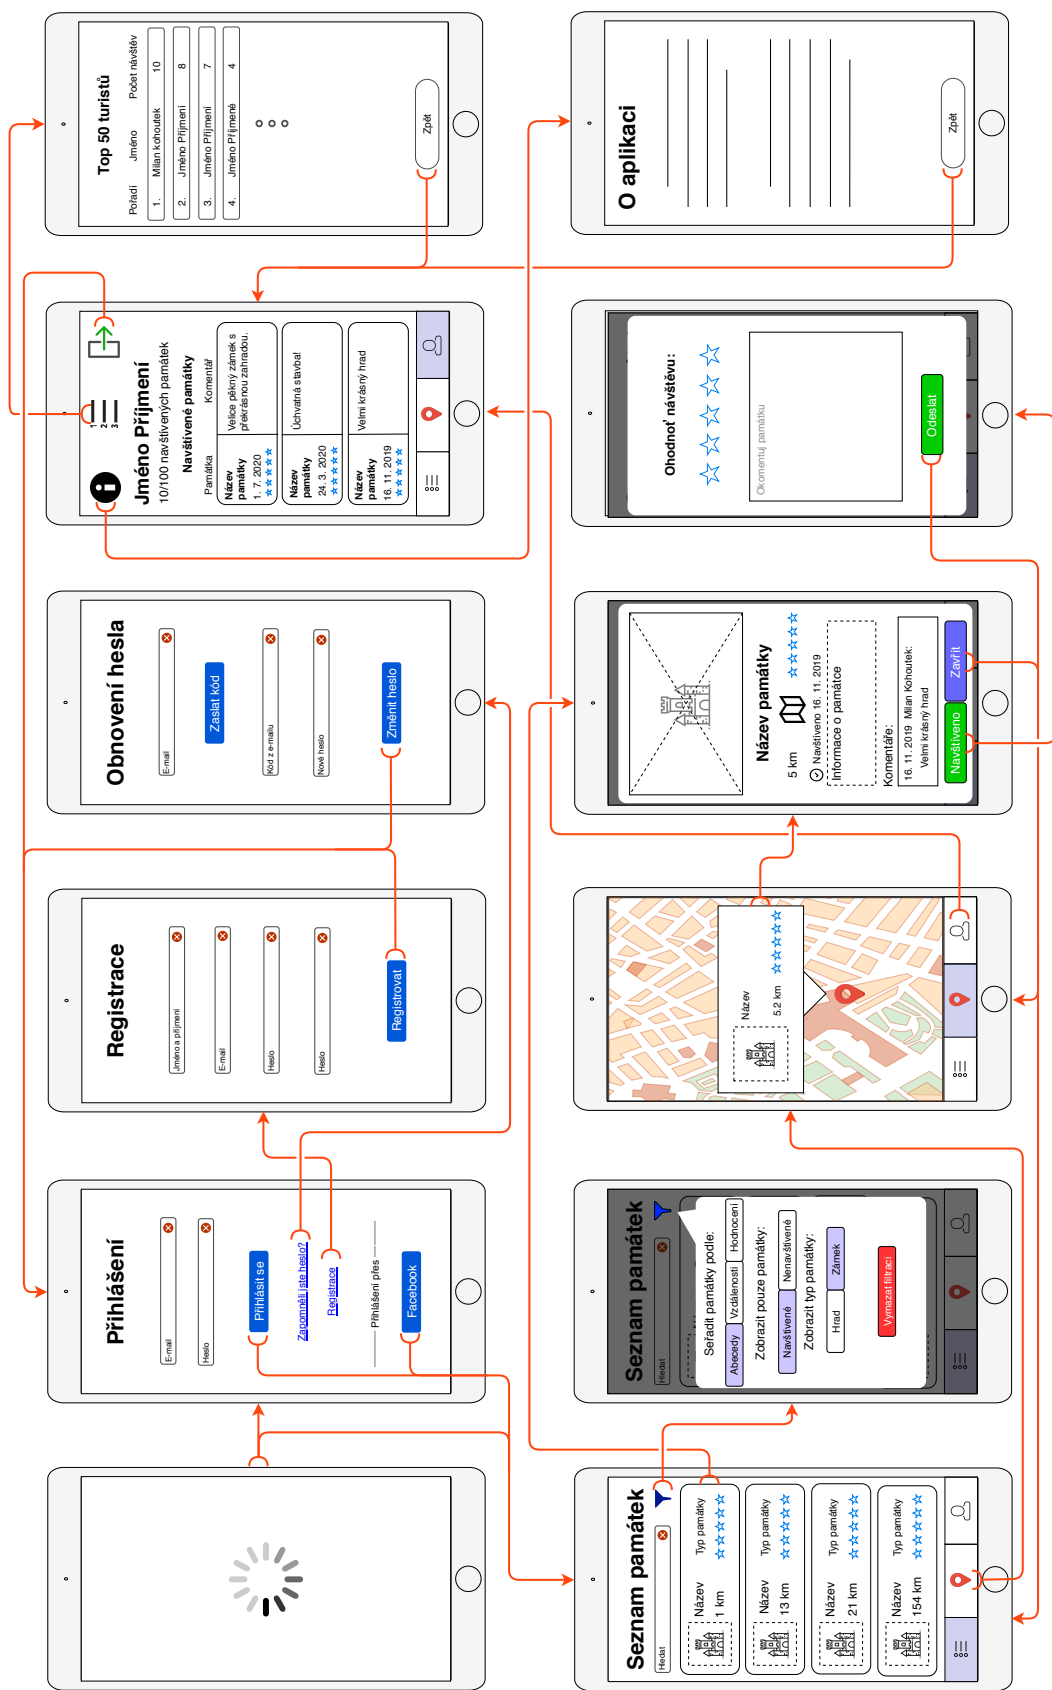 Přihlášení
E-mail
Heslo
Přihlásit se
Zapomněli jste heslo?
Registrace
Přihlášení přes
Facebook
Registrace
Jméno a příjmení
E-mail
Heslo
Heslo
Registrovat
Obnovení hesla
E-mail
Zaslat kód
Kód z e-mailu
Nové heslo
Změnit heslo
1
2
3
Jméno Příjmení
10/100 navštívených památek
Navštívené památky
Památka Komentář
Název památky
1. 7. 2020
Velice pěkný zámek s
překrásnou zahradou.
Název památky
24. 3. 2020
Úchvatná stavba!
Název památky
16. 11. 2019
Velmi krásný hrad
Top 50 turistů
Pořadí Jméno Počet návštěv
1. Milan kohoutek 10
2. Jméno Příjmení 8
3. Jméno Příjmení 7
4. Jméno Příjmené 4
Zpět
Seznam památek
Hledat
Název Typ památky
1 km
Název Typ památky
13 km
Název Typ památky
21 km
Název Typ památky
154 km
Seznam památek
Hledat
Seřadit památky podle:
Abecedy Vzdálenosti Hodnocení
Zobrazit pouze památky:
Navštívené Nenavštívené
Zobrazit typ památky:
Hrad Zámek
Vymazat filtraci
Název
5.2 km
Název památky
5 km
Navštíveno 16. 11. 2019
Informace o památce
Komentáře:
16. 11. 2019 Milan Kohoutek:
Velmi krásný hrad
Navštíveno Zavřít
Ohodnoť návštěvu:
Okomentuj památku
Odeslat
O aplikaci
Zpět